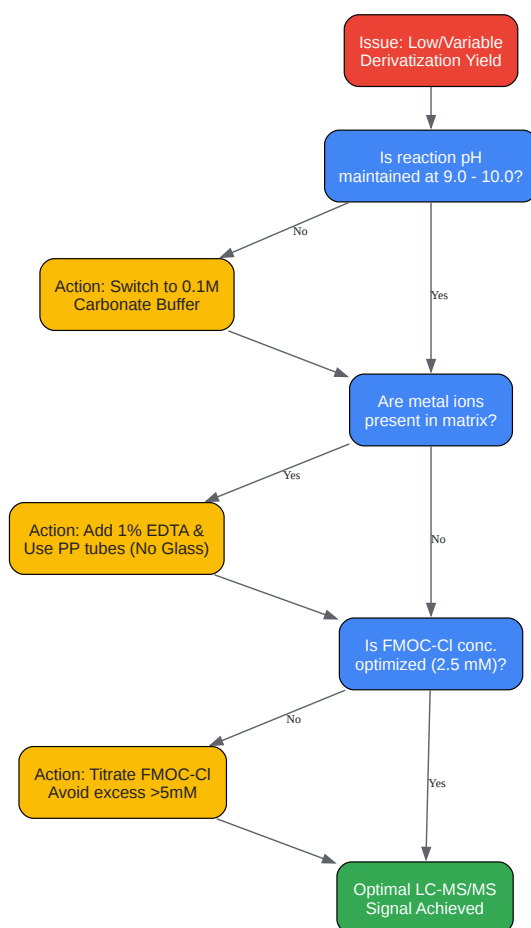 Issue: Low/Variable
Derivatization Yield
Is reaction pH
maintained at 9.0 - 10.0?
No
Yes
Action: Switch to 0.1M
Carbonate Buffer
Are metal ions
present in matrix?
Yes
No
Action: Add 1% EDTA &
Use PP tubes (No Glass)
Is FMOC-Cl conc.
optimized (2.5 mM)?
No
Yes
Action: Titrate FMOC-Cl
Avoid excess >5mM
Optimal LC-MS/MS
Signal Achieved